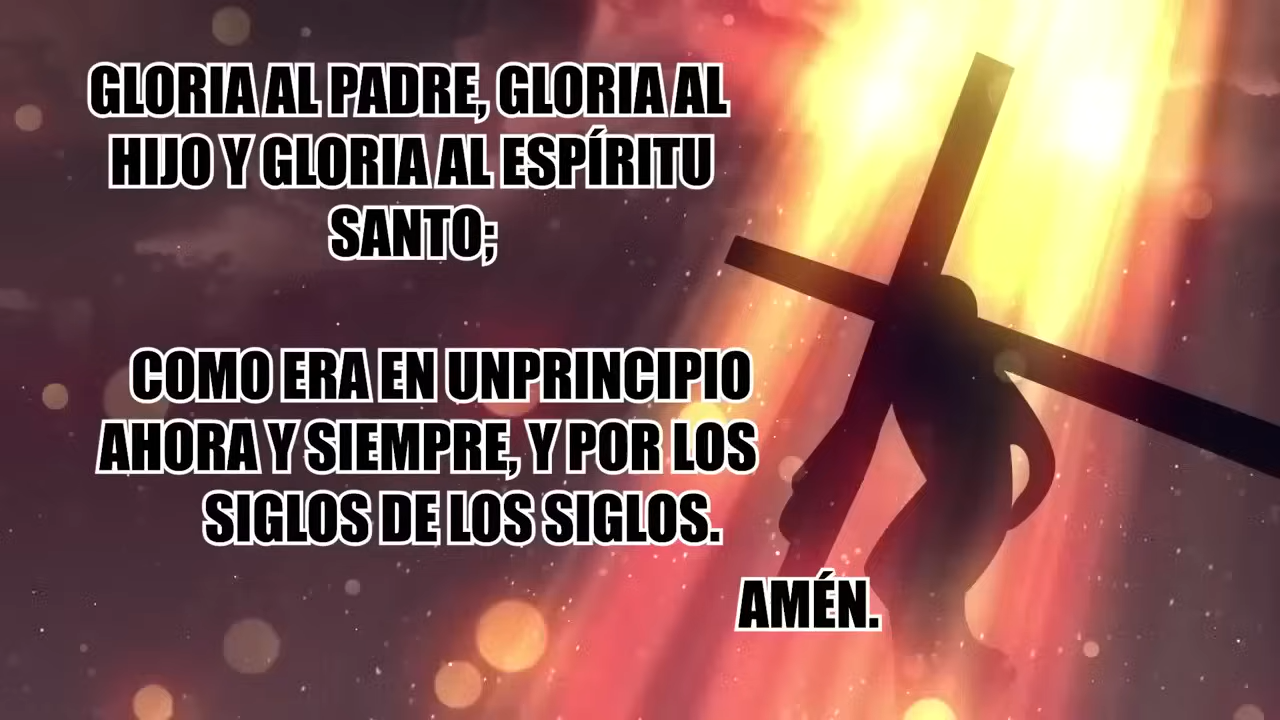 GLORIA AL PADRE, GLORIA AL
HIJO Y GLORIA AL ESPÍRITU
SANTO;
COMO ERA EN UNPRINCIPIO
AHORA Y SIEMPRE, Y POR LOS
SIGLOS DE LOS SIGLOS.
AMÉN.